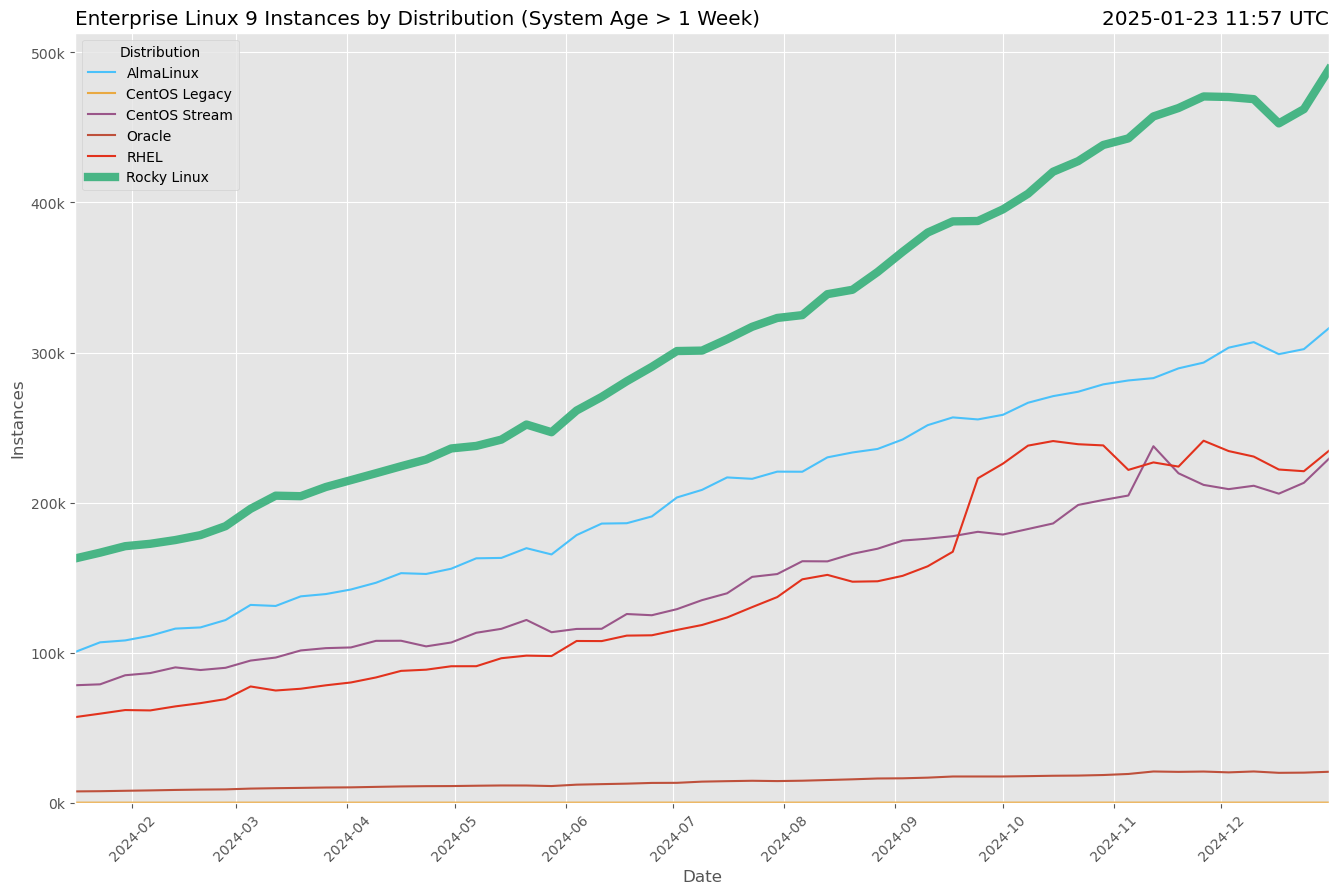 Enterprise Linux 9 Instances by Distribution (System Age > 1 Week)
2025-01-23 11:57 UTC
Distribution
AlmaLinux
CentOS Legacy
CentOS Stream
Oracle
RHEL
Rocky Linux
500k
400k
300k
200k
100k
0k
Instances
2024-02
2024-03
2024-04
2024-05
2024-06
2024-07
2024-08
2024-09
2024-10
2024-11
2024-12
Date